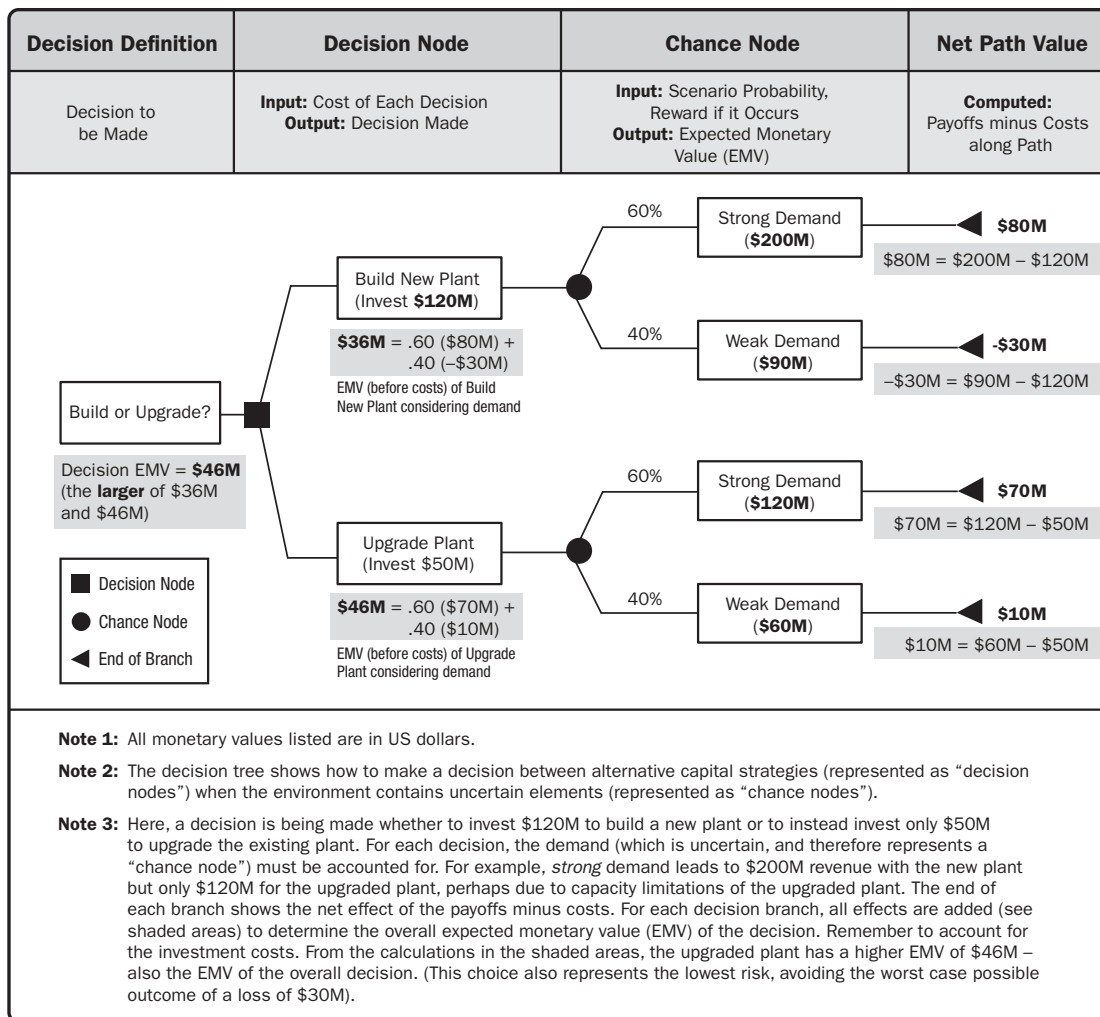 Decision Definition
Decision Node
Chance Node
Net Path Value
Decision to
be Made
Input: Cost of Each Decision
Output: Decision Made
Input: Scenario Probability,
Reward if it Occurs
Output: Expected Monetary
Value (EMV)
Computed:
Payoffs minus Costs
along Path
Build or Upgrade?
Decision EMV = $46M
(the larger of $36M
and $46M)
Build New Plant
(Invest $120M)
$36M = .60 ($80M) +
.40 (–$30M)
EMV (before costs) of Build
New Plant considering demand
60%
Strong Demand
($200M)
$80M
$80M = $200M – $120M
40%
Weak Demand
($90M)
-$30M
–$30M = $90M – $120M
Upgrade Plant
(Invest $50M)
$46M = .60 ($70M) +
.40 ($10M)
EMV (before costs) of Upgrade
Plant considering demand
60%
Strong Demand
($120M)
$70M
$70M = $120M – $50M
40%
Weak Demand
($60M)
$10M
$10M = $60M – $50M
Decision Node
Chance Node
End of Branch
Note 1: All monetary values listed are in US dollars.
Note 2: The decision tree shows how to make a decision between alternative capital strategies (represented as “decision
nodes”) when the environment contains uncertain elements (represented as “chance nodes”).
Note 3: Here, a decision is being made whether to invest $120M to build a new plant or to instead invest only $50M
to upgrade the existing plant. For each decision, the demand (which is uncertain, and therefore represents a
“chance node”) must be accounted for. For example, strong demand leads to $200M revenue with the new plant
but only $120M for the upgraded plant, perhaps due to capacity limitations of the upgraded plant. The end of
each branch shows the net effect of the payoffs minus costs. For each decision branch, all effects are added (see
shaded areas) to determine the overall expected monetary value (EMV) of the decision. Remember to account for
the investment costs. From the calculations in the shaded areas, the upgraded plant has a higher EMV of $46M –
also the EMV of the overall decision. (This choice also represents the lowest risk, avoiding the worst case possible
outcome of a loss of $30M).